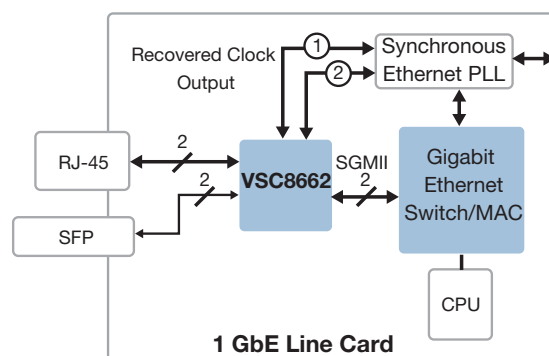 Recovered Clock
Output
1
2
Synchronous
Ethernet PLL
RJ-45
2
SFP
2
VSC8662
SGMII
2
Gigabit
Ethernet
Switch/MAC
CPU
1 GbE Line Card